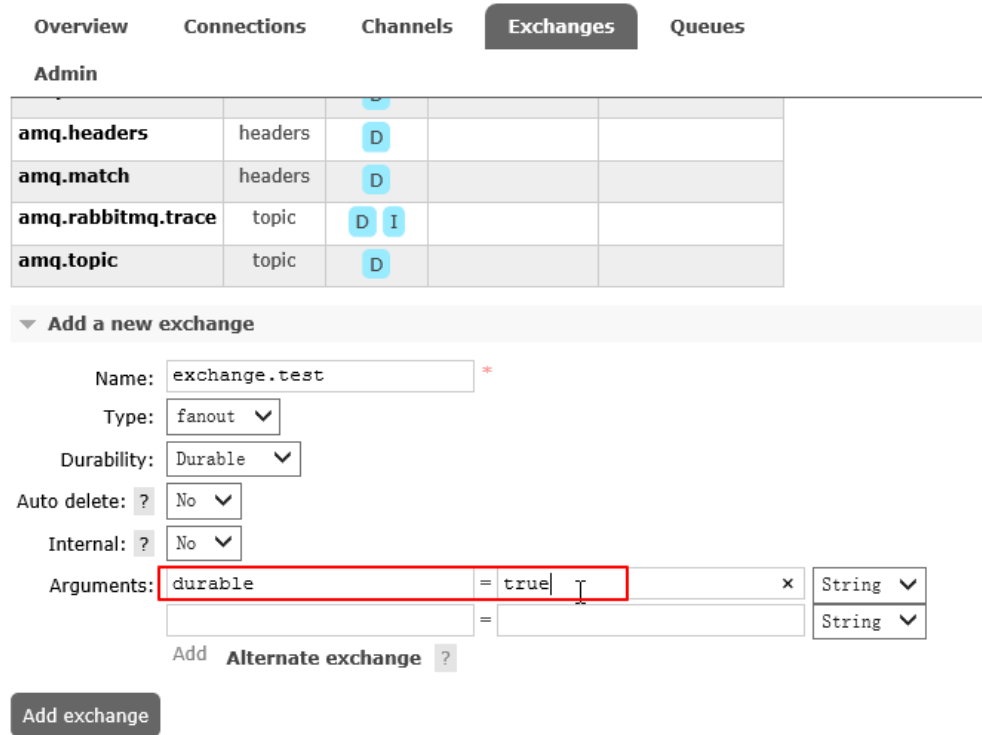 Overview Connections Channels Exchanges Queues
Admin
amq.headers headers D
amq.match headers D
amq.rabbitmq.trace topic D I
amq.topic topic D
Add a new exchange
Name: exchange.test *
Type: fanout
Durability: Durable
Auto delete: ? No
Internal: ? No
Arguments: durable = true × String
= String
Add Alternate exchange ?
Add exchange